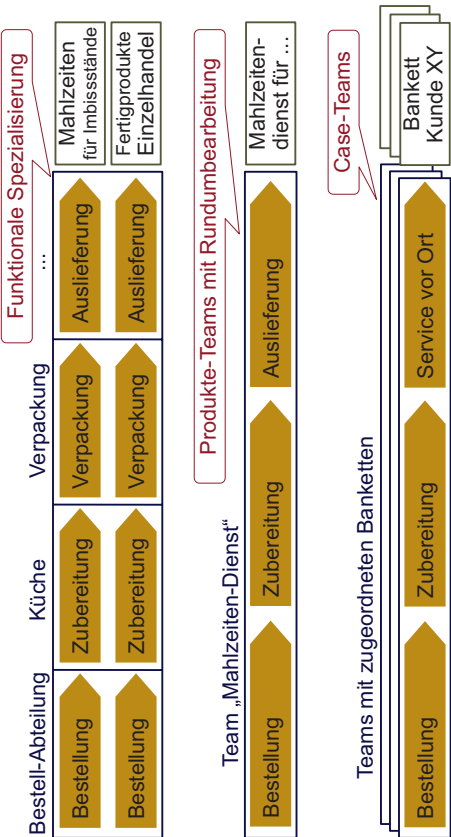 Funktionale Spezialisierung
Bestell-Abteilung
Küche
Verpackung
...
Bestellung
Zubereitung
Verpackung
Auslieferung
Mahlzeiten
für Imbissstände
Bestellung
Zubereitung
Verpackung
Auslieferung
Fertigprodukte
Einzelhandel
Produkte-Teams mit Rundumbearbeitung
Team „Mahlzeiten-Dienst“
Bestellung
Zubereitung
Auslieferung
Mahlzeiten-
dienst für ...
Case-Teams
Teams mit zugeordneten Banketten
Bestellung
Zubereitung
Service vor Ort
Bankett
Kunde XY